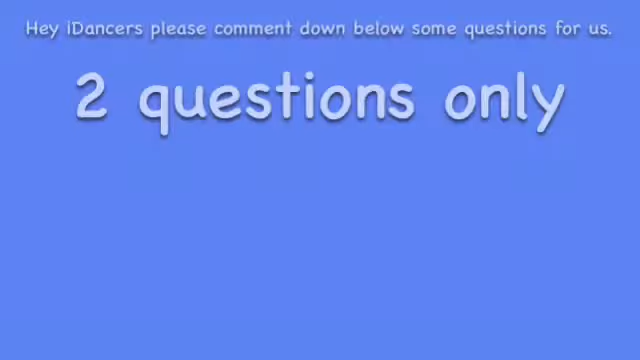 Hey iDancers please comment down below some questions for us.
2 questions only